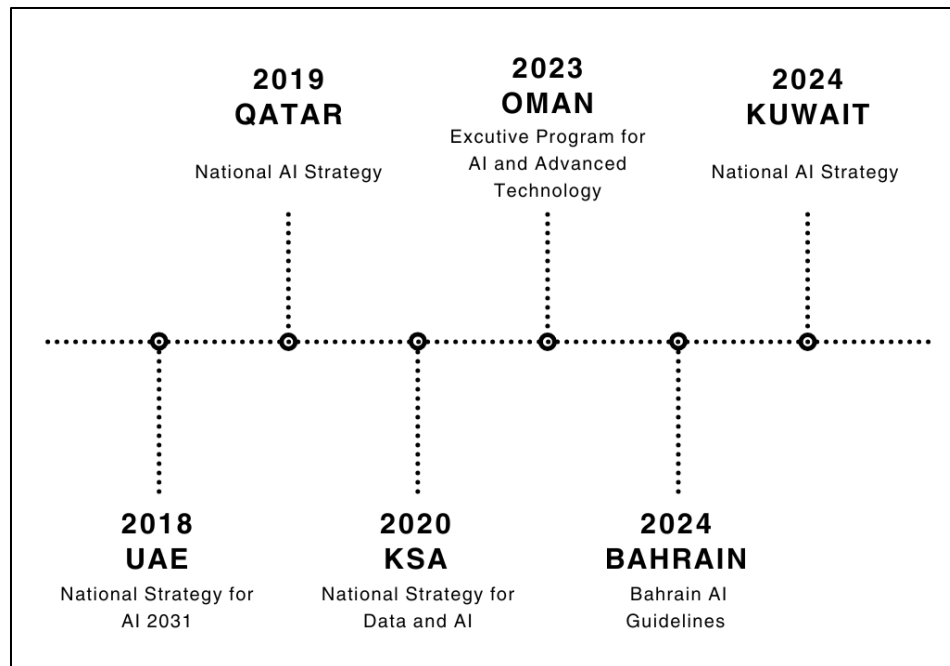 2019
QATAR
National AI Strategy
2023
OMAN
Excutive Program for
AI and Advanced
Technology
2024
KUWAIT
National AI Strategy
2018
UAE
National Strategy for
AI 2031
2020
KSA
National Strategy for
Data and AI
2024
BAHRAIN
Bahrain AI
Guidelines